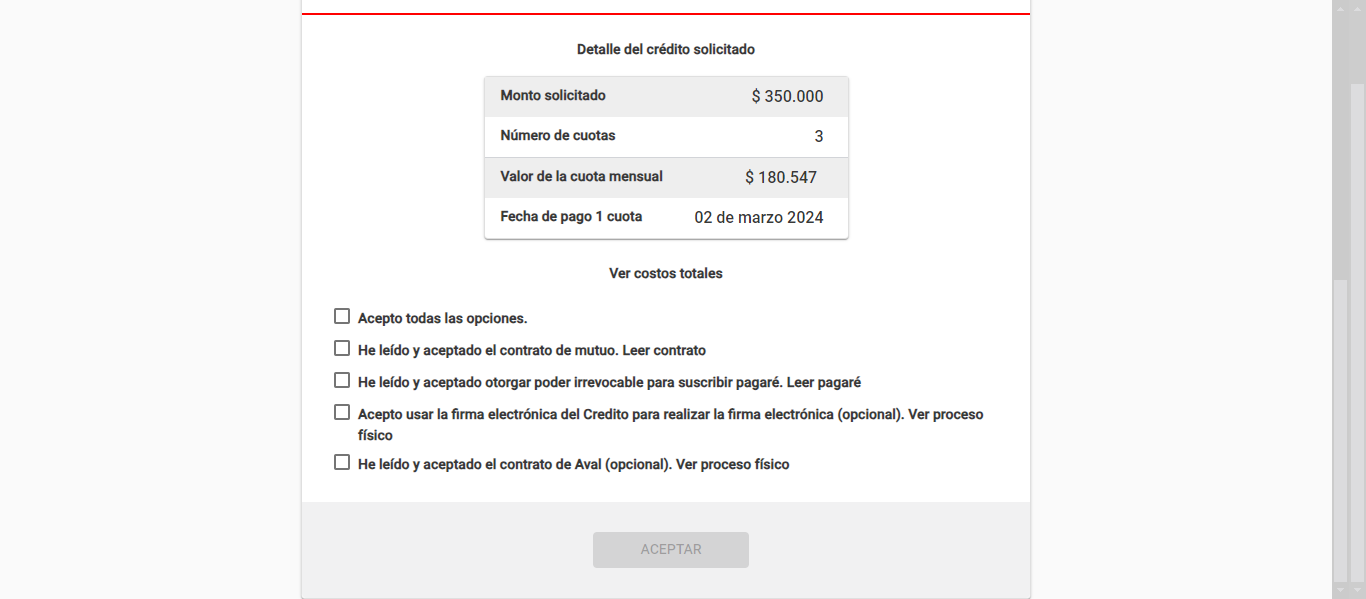 Detalle del crédito solicitado
Monto solicitado $ 350.000
Número de cuotas 3
Valor de la cuota mensual $ 180.547
Fecha de pago 1 cuota 02 de marzo 2024
Ver costos totales
Acepto todas las opciones.
He leído y aceptado el contrato de mutuo. Leer contrato
He leído y aceptado otorgar poder irrevocable para suscribir pagaré. Leer pagaré
Acepto usar la firma electrónica del Credito para realizar la firma electrónica (opcional). Ver proceso
físico
He leído y aceptado el contrato de Aval (opcional). Ver proceso físico
ACEPTAR